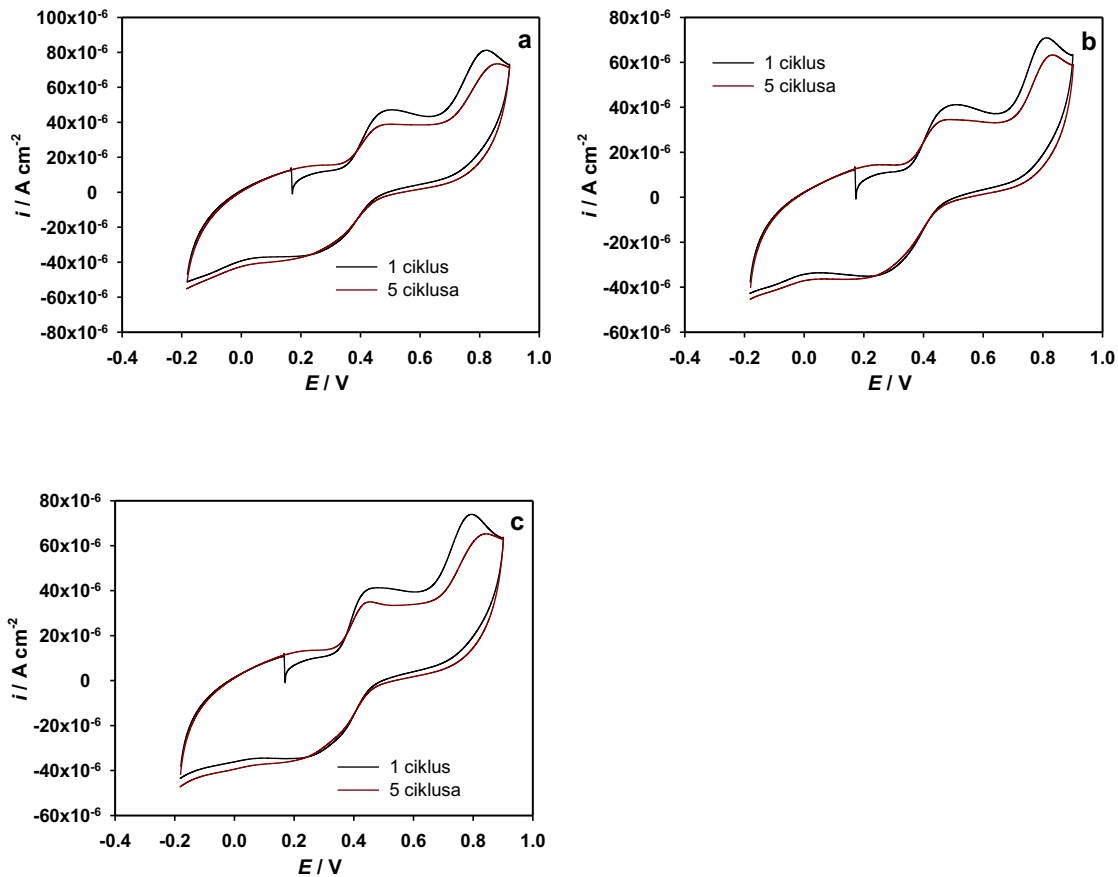 a
100x10-6
80x10-6
60x10-6
40x10-6
20x10-6
0
-20x10-6
-40x10-6
-60x10-6
-80x10-6
i / A cm-2
1 ciklus
5 ciklusa
-0.4 -0.2 0.0 0.2 0.4 0.6 0.8 1.0
E / V
b
80x10-6
60x10-6
40x10-6
20x10-6
0
-20x10-6
-40x10-6
-60x10-6
i / A cm-2
1 ciklus
5 ciklusa
-0.4 -0.2 0.0 0.2 0.4 0.6 0.8 1.0
E / V
c
80x10-6
60x10-6
40x10-6
20x10-6
0
-20x10-6
-40x10-6
-60x10-6
i / A cm-2
1 ciklus
5 ciklusa
-0.4 -0.2 0.0 0.2 0.4 0.6 0.8 1.0
E / V